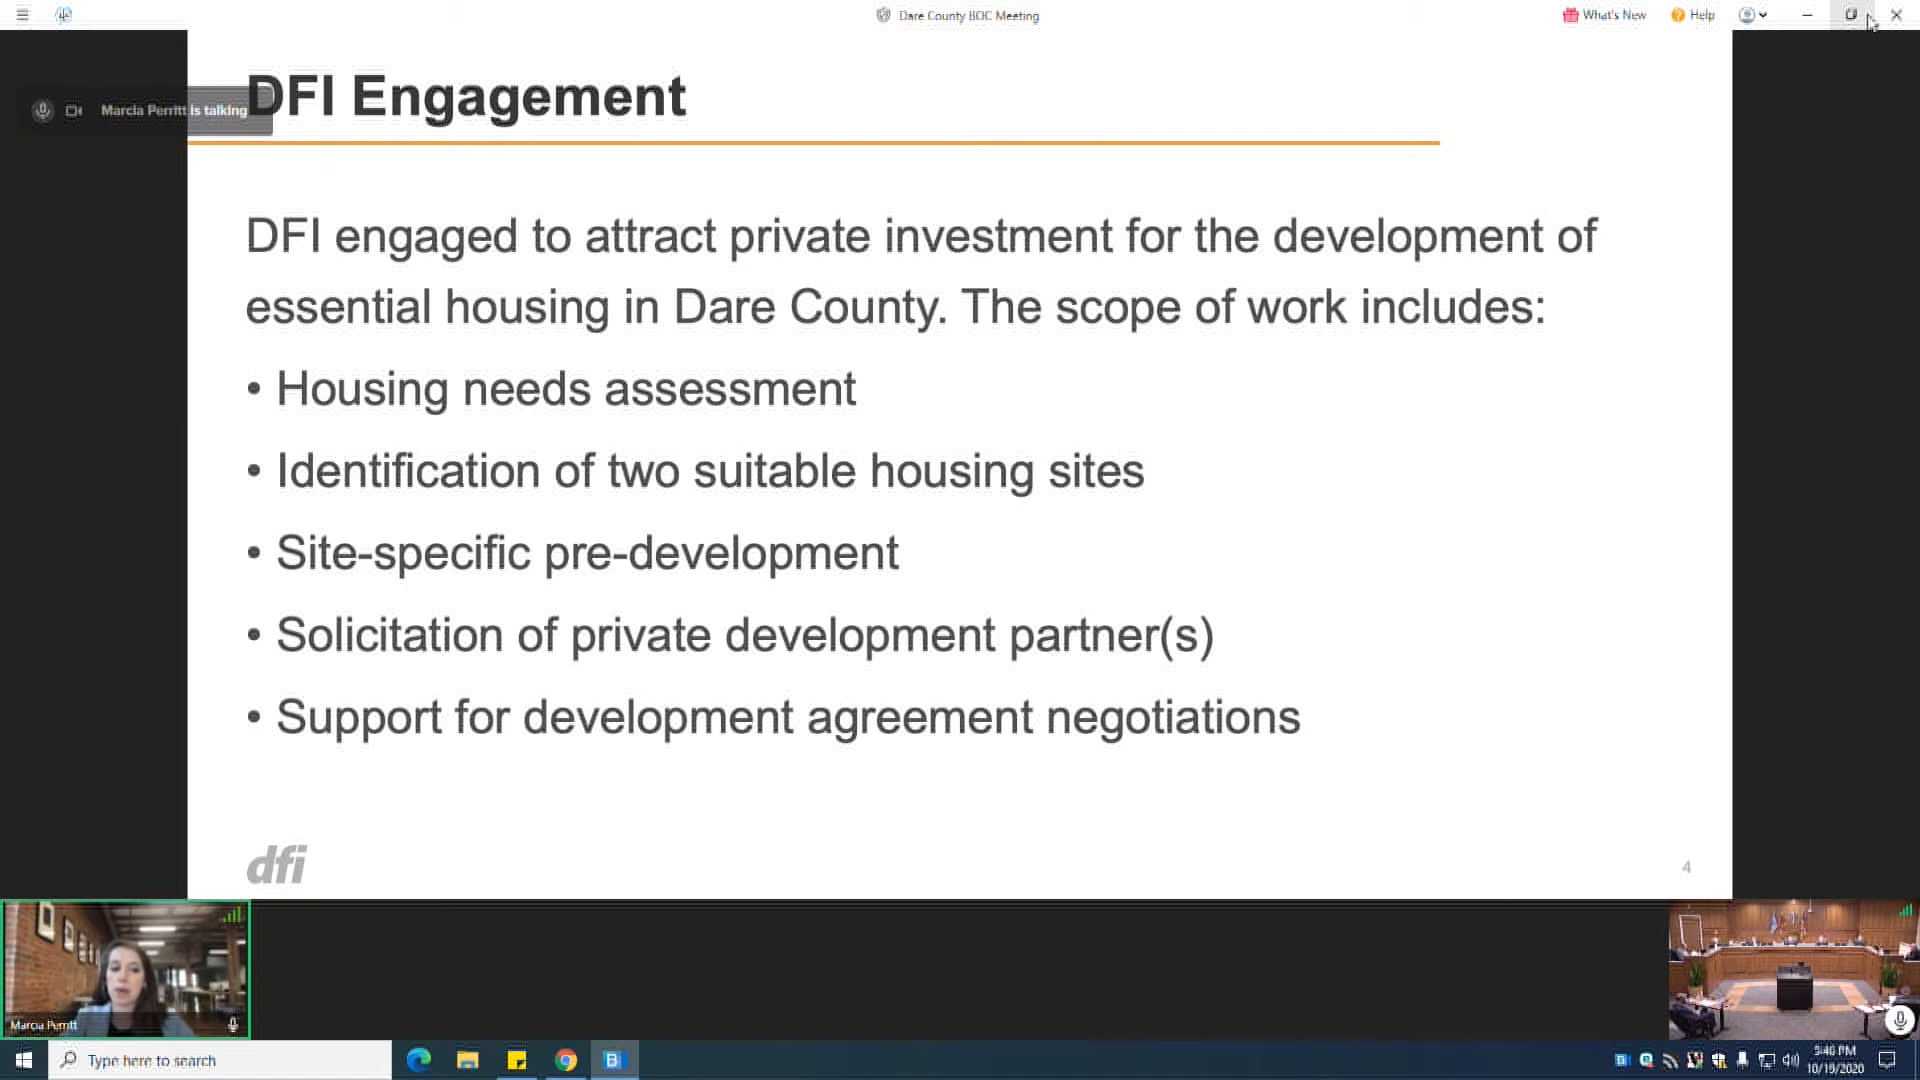 Dare County BOC Meeting
What's New
Help
Marcia Perritt is talking
DFI Engagement
DFI engaged to attract private investment for the development of
essential housing in Dare County. The scope of work includes:
• Housing needs assessment
• Identification of two suitable housing sites
• Site-specific pre-development
• Solicitation of private development partner(s)
• Support for development agreement negotiations
dfi
4
Marcia Perritt
Type here to search
B
5:40 PM
10/19/2020